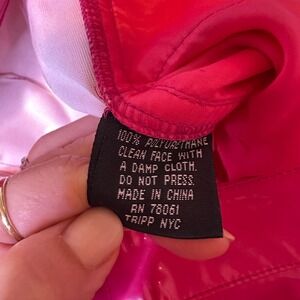 100% POLYURETHANE
CLEAN FACE WITH
A DAMP CLOTH.
DO NOT PRESS.
MADE IN CHINA
RN 78061
TRIPP NYC